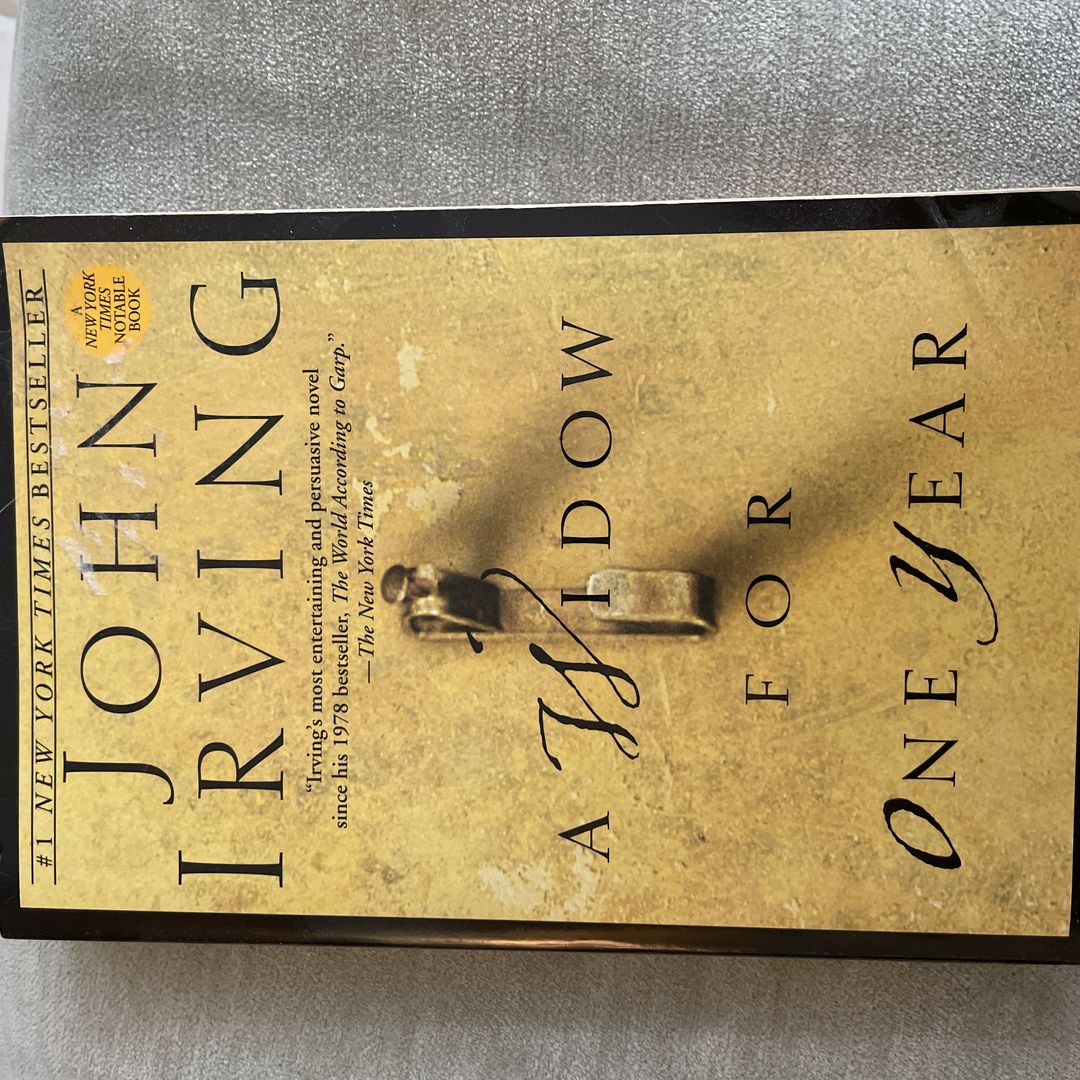 #1 NEW YORK TIMES BESTSELLER
A
NEW YORK
TIMES
NOTABLE
BOOK
JOHN
IRVING
“Irving’s most entertaining and persuasive novel
since his 1978 bestseller, The World According to Garp.”
—The New York Times
A WIDOW
FOR
ONE YEAR